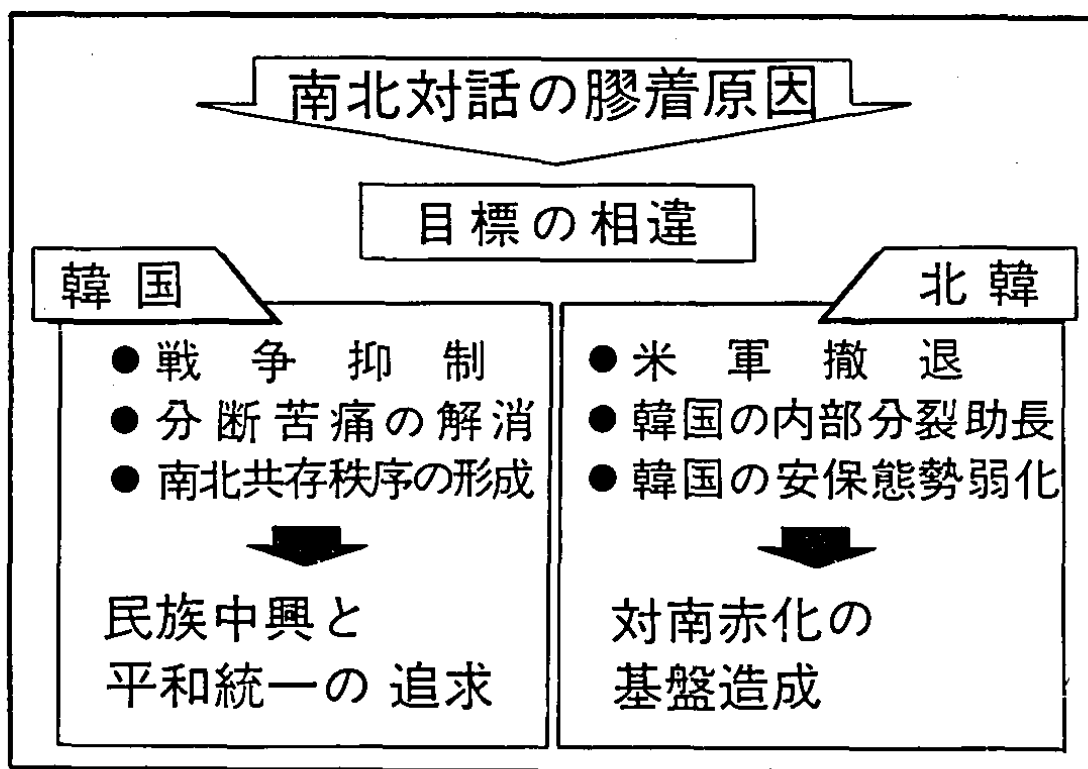 南北対話の膠着原因
目標の相違
韓国
●戦争抑制
●分断苦痛の解消
●南北共存秩序の形成
民族中興と
平和統一の追求
北韓
●米軍撤退
●韓国の内部分裂助長
●韓国の安保態勢弱化
対南赤化の
基盤造成